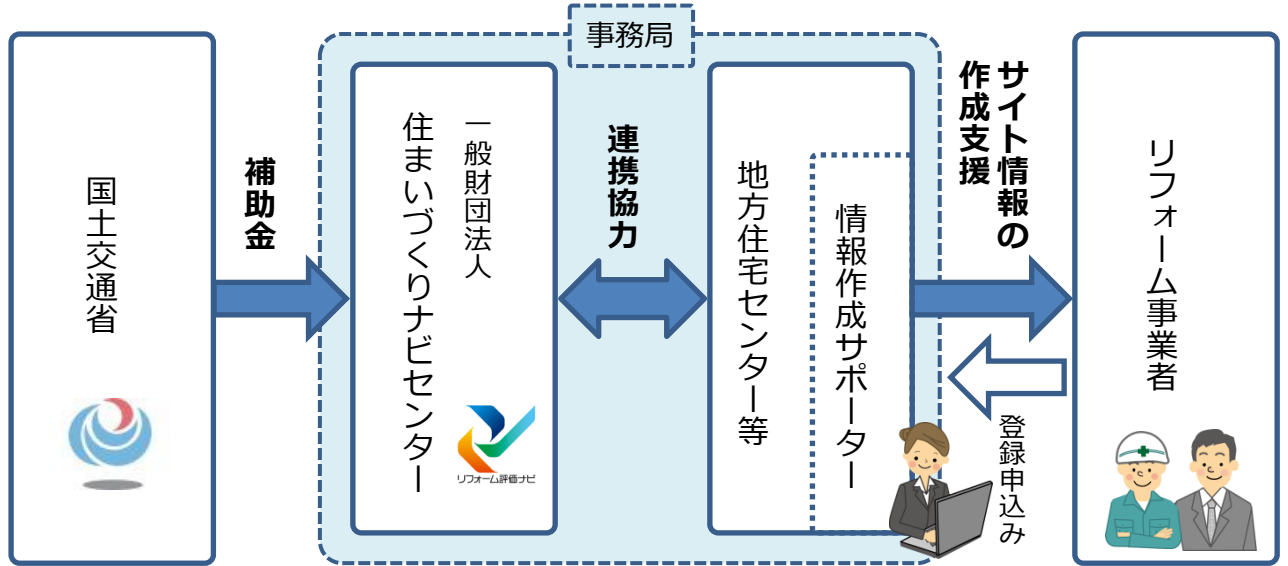 事務局
国土交通省
補助金
一般財団法人
住まいづくりナビセンター
リフォーム評価ナビ
連携協力
地方住宅センター等
情報作成サポーター
サイト情報の
作成支援
登録申込み
リフォーム事業者